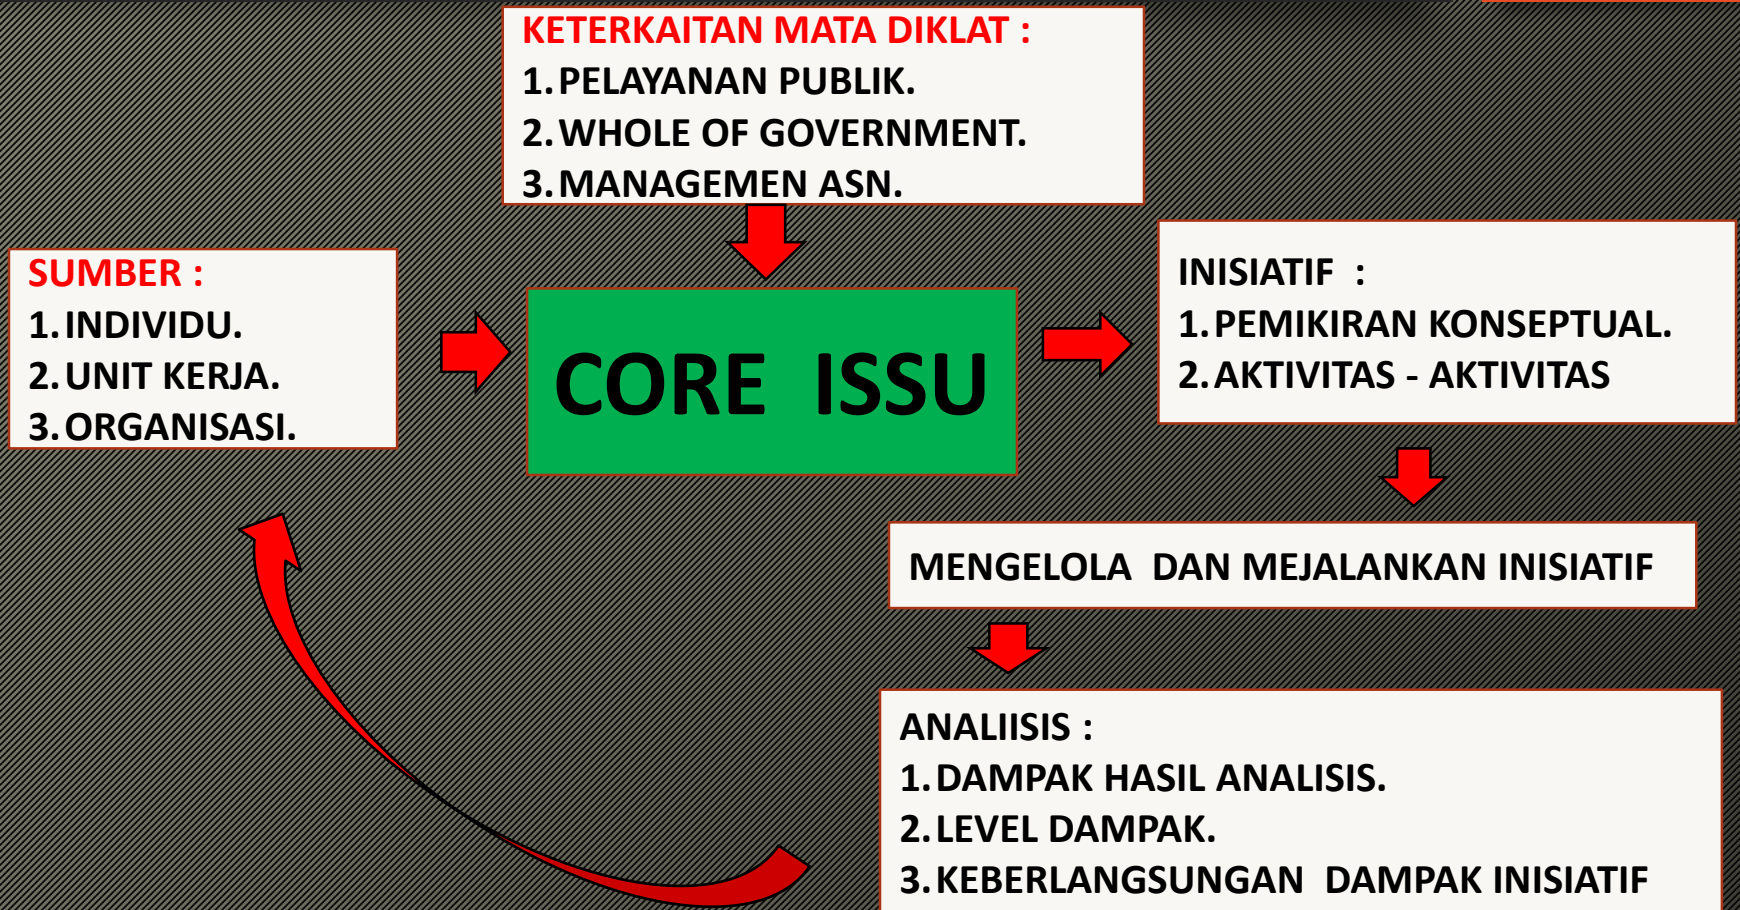 KETERKAITAN MATA DIKLAT :
1. PELAYANAN PUBLIK.
2. WHOLE OF GOVERNMENT.
3. MANAGEMEN ASN.
SUMBER :
1. INDIVIDU.
2. UNIT KERJA.
3. ORGANISASI.
CORE ISSU
INISIATIF :
1. PEMIKIRAN KONSEPTUAL.
2. AKTIVITAS - AKTIVITAS
MENGELOLA DAN MEJALANKAN INISIATIF
ANALIISIS :
1. DAMPAK HASIL ANALISIS.
2. LEVEL DAMPAK.
3. KEBERLANGSUNGAN DAMPAK INISIATIF